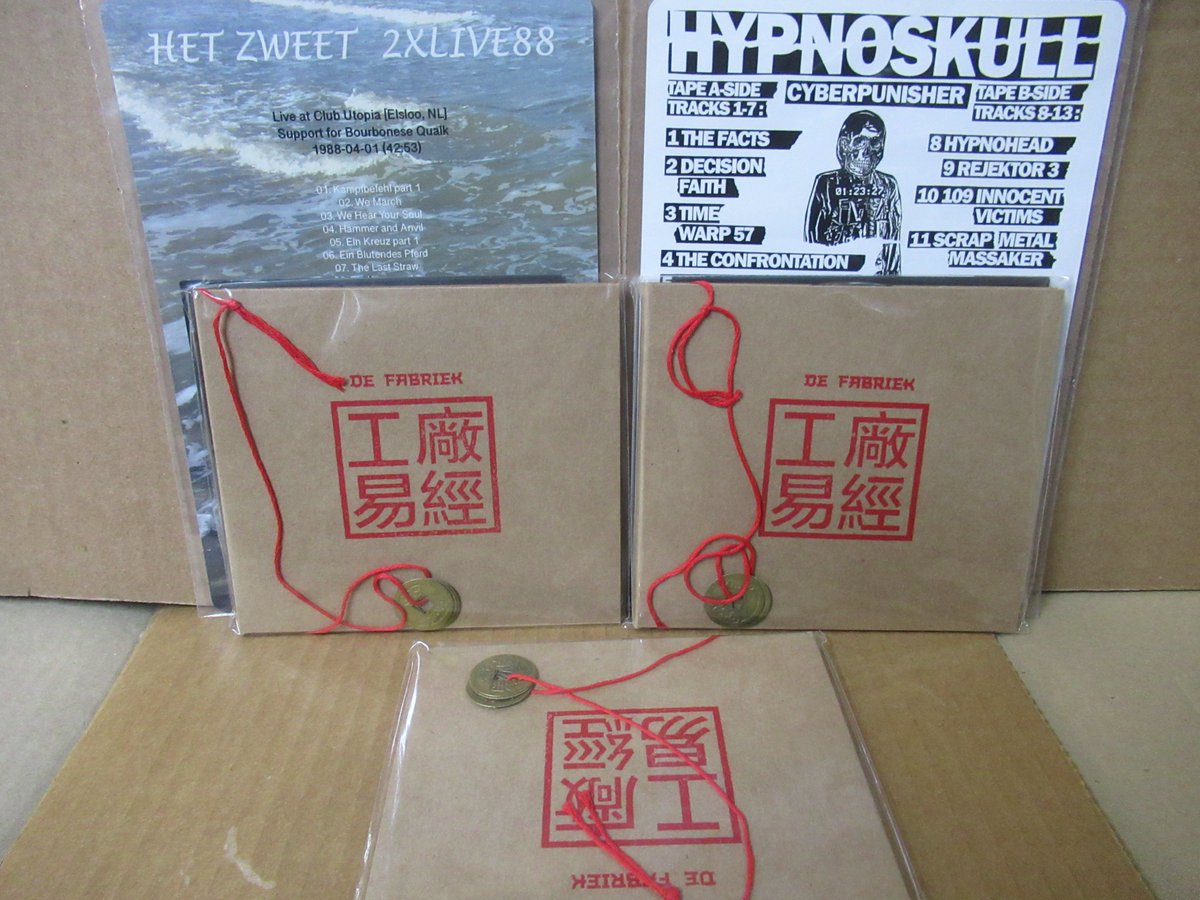 HET ZWEET 2XLIVE88
Live at Club Utopia [Elsloo, NL]
Support for Bourbonese Qualk
1988-04-01 (42:53)
01. Kampfbefehl part 1
02. We March
03. We Hear Your Soul
04. Hammer and Anvil
05. Ein Kreuz part 1
06. Ein Blutendes Pferd
07. The Last Straw
HYPNOSKULL
TAPE A-SIDE
TRACKS 1-7:
CYBERPUNISHER
TAPE B-SIDE
TRACKS 8-13:
1 THE FACTS
2 DECISION
FAITH
3 TIME
WARP 57
4 THE CONFRONTATION
01:23:27
8 HYPNOHEAD
9 REJEKTOR 3
10 109 INNOCENT
VICTIMS
11 SCRAP METAL
MASSAKER
DE FABRIEK
工廠
易經
DE FABRIEK
工廠
易經
DE FABRIEK
工廠
易經